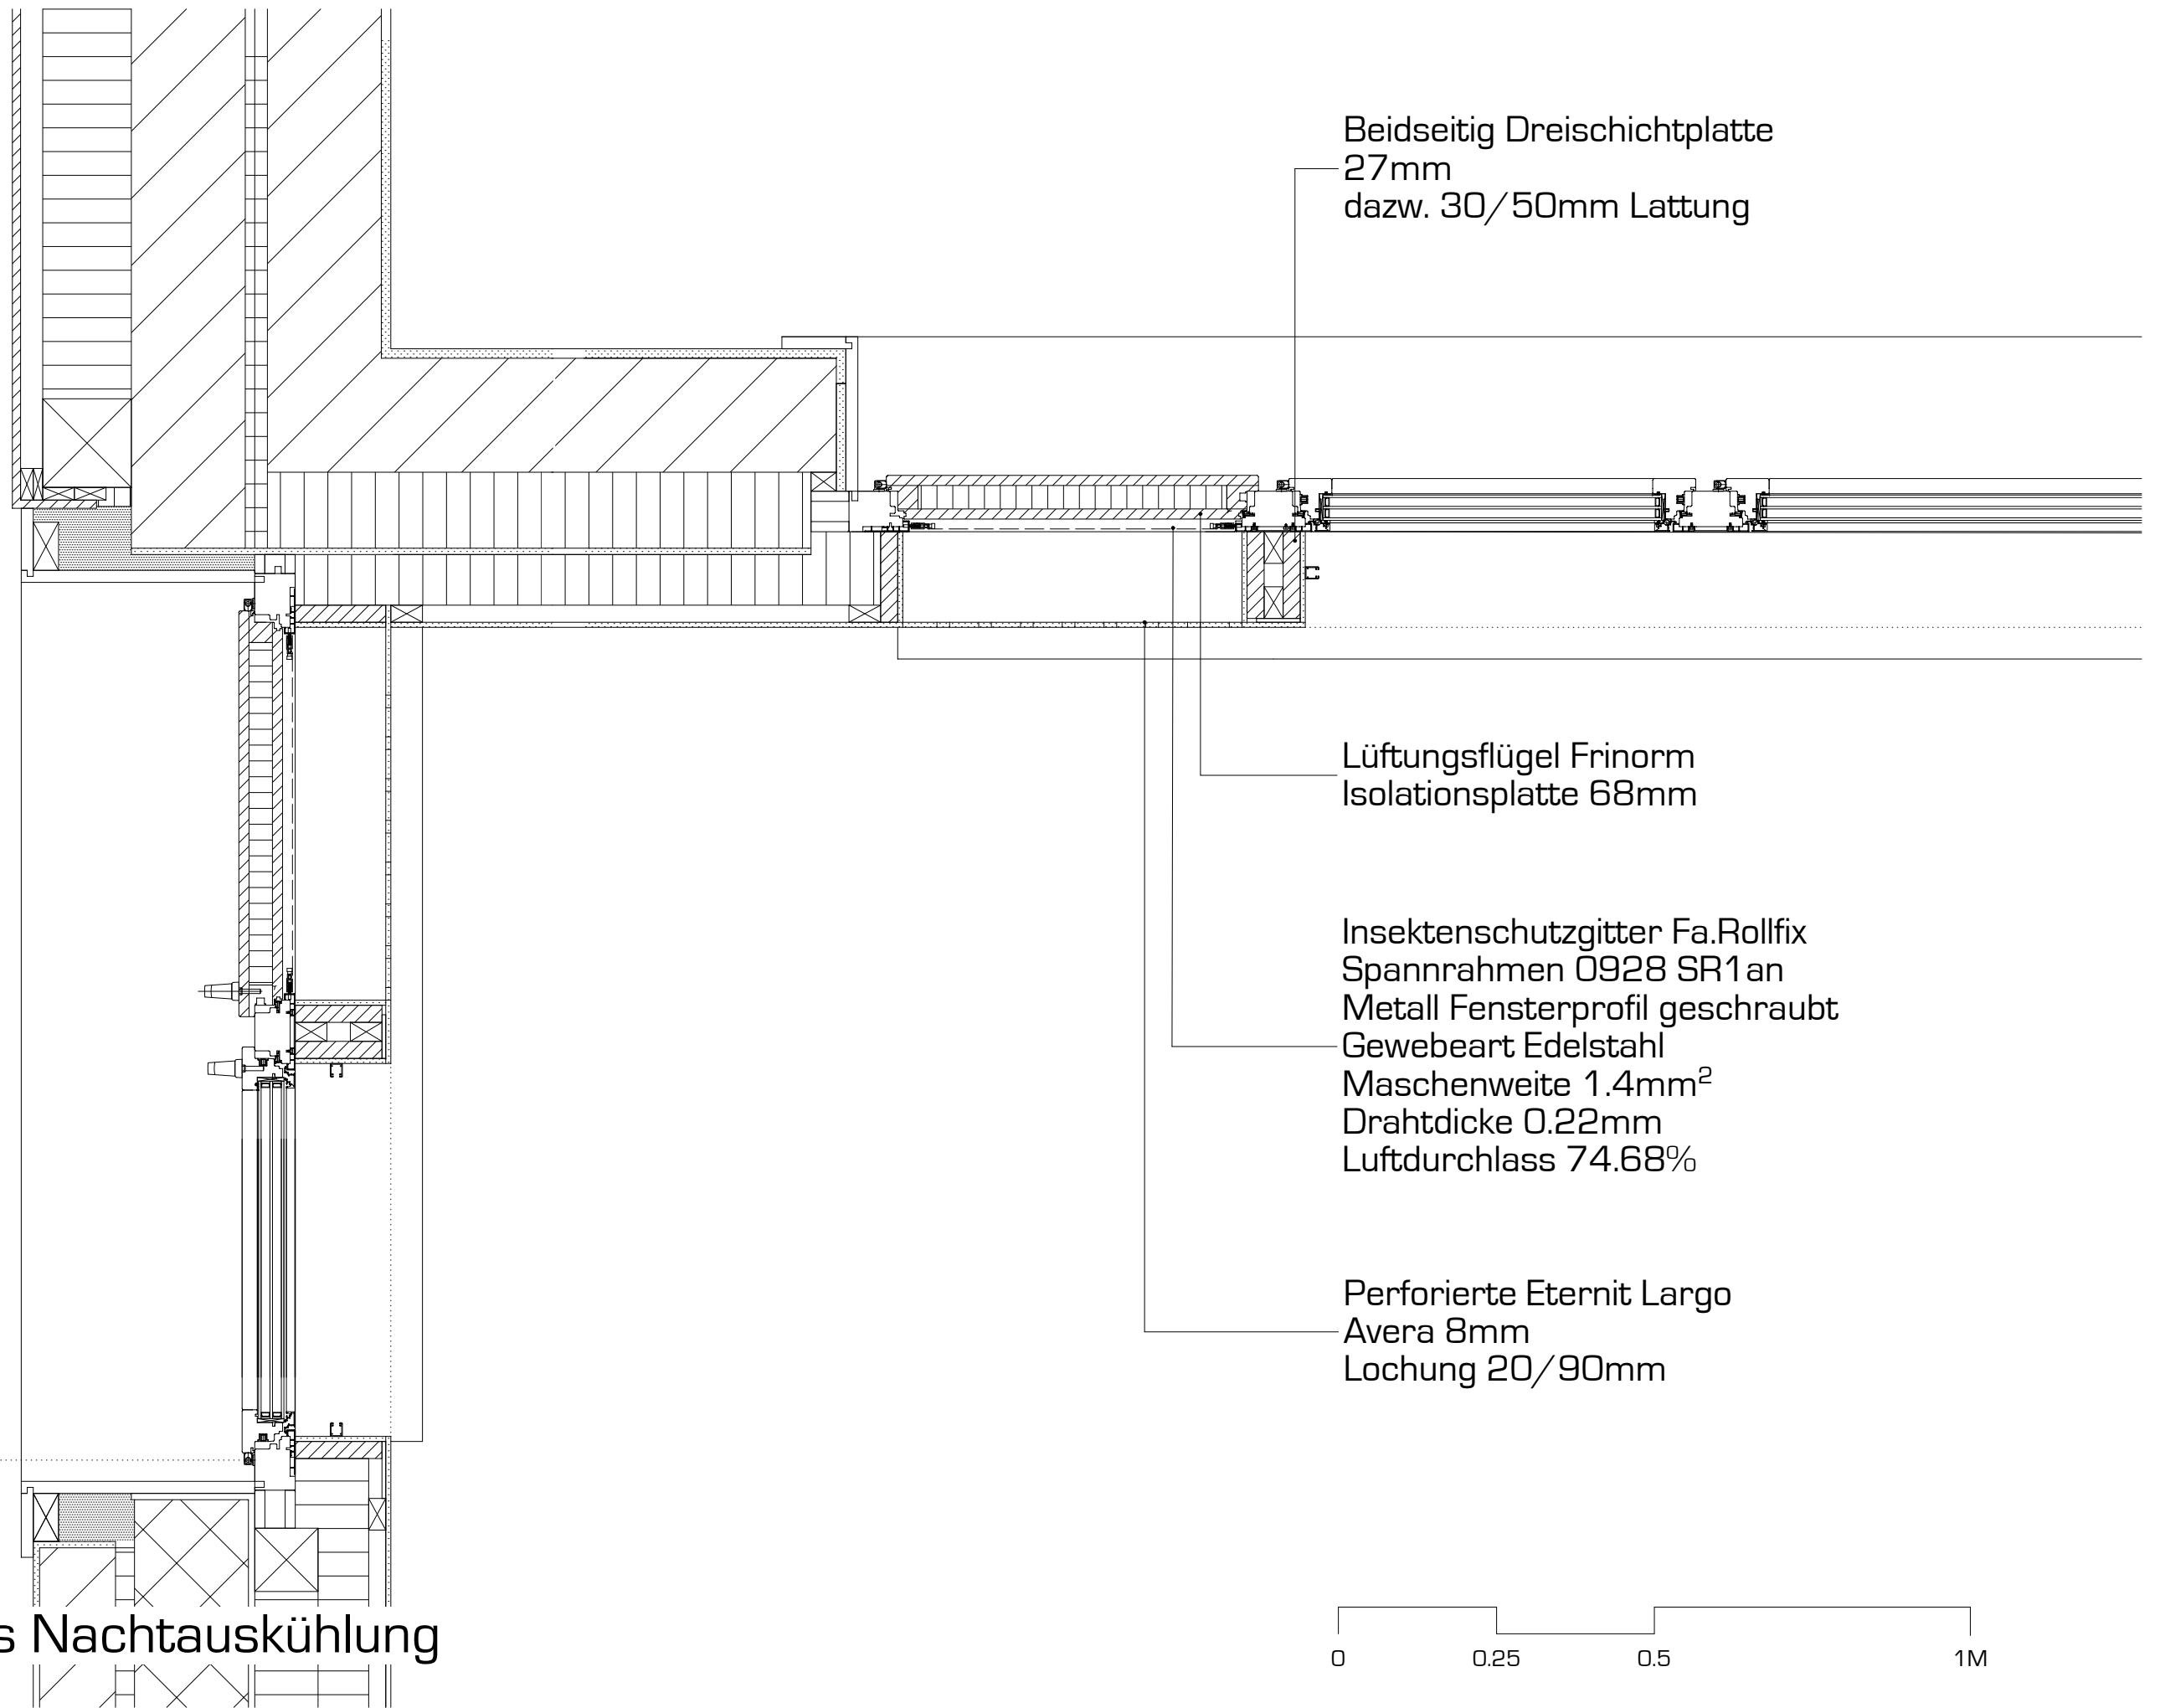 Beidseitig Dreischichtplatte
27mm
dazw. 30/50mm Lattung
Lüftungsflügel Frinorm
Isolationsplatte 68mm
Insektenschutzgitter Fa.Rollfix
Spannrahmen 0928 SR1an
Metall Fensterprofil geschraubt
Gewebeart Edelstahl
Maschenweite 1.4mm²
Drahtdicke 0.22mm
Luftdurchlass 74.68%
Perforierte Eternit Largo
Avera 8mm
Lochung 20/90mm
s Nachtauskühlung
0 0.25 0.5 1M